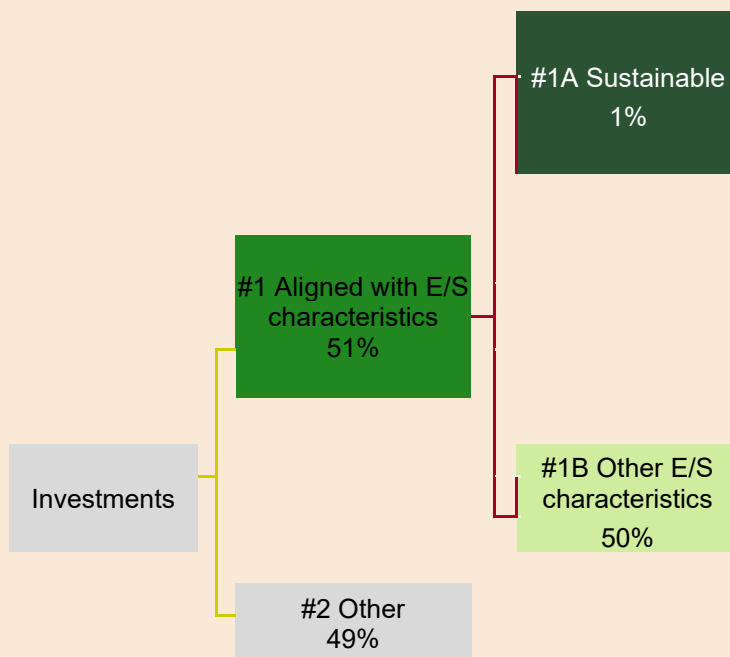 #1A Sustainable
1%
#1 Aligned with E/S
characteristics
51%
Investments
#1B Other E/S
characteristics
50%
#2 Other
49%